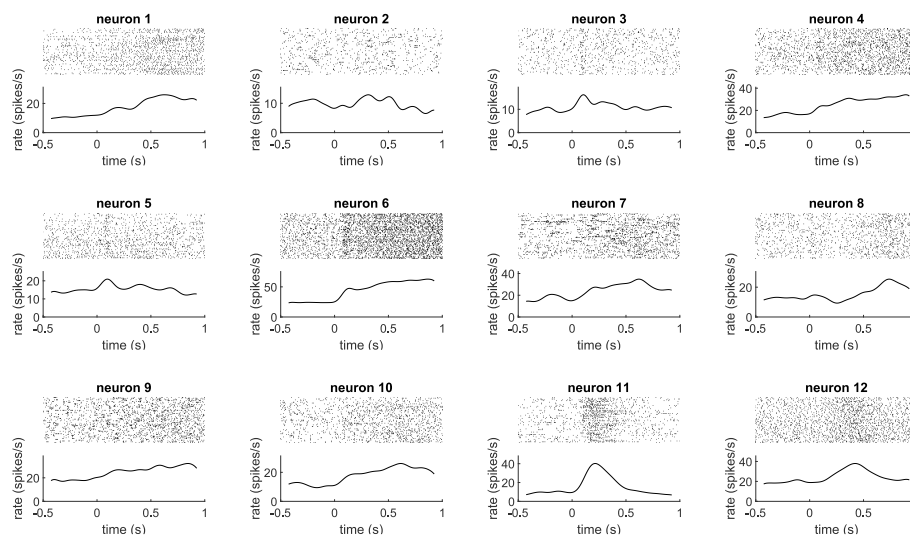 neuron 1
rate (spikes/s)
20
0
-0.5 0 0.5 1
time (s)
neuron 2
rate (spikes/s)
10
0
-0.5 0 0.5 1
time (s)
neuron 3
rate (spikes/s)
10
0
-0.5 0 0.5 1
time (s)
neuron 4
rate (spikes/s)
40
20
0
-0.5 0 0.5
time (s)
neuron 5
rate (spikes/s)
20
10
0
-0.5 0 0.5 1
time (s)
neuron 6
rate (spikes/s)
50
0
-0.5 0 0.5 1
time (s)
neuron 7
rate (spikes/s)
40
20
0
-0.5 0 0.5 1
time (s)
neuron 8
rate (spikes/s)
20
0
-0.5 0 0.5
time (s)
neuron 9
rate (spikes/s)
20
0
-0.5 0 0.5 1
time (s)
neuron 10
rate (spikes/s)
20
0
-0.5 0 0.5 1
time (s)
neuron 11
rate (spikes/s)
40
20
0
-0.5 0 0.5 1
time (s)
neuron 12
rate (spikes/s)
40
20
0
-0.5 0 0.5
time (s)